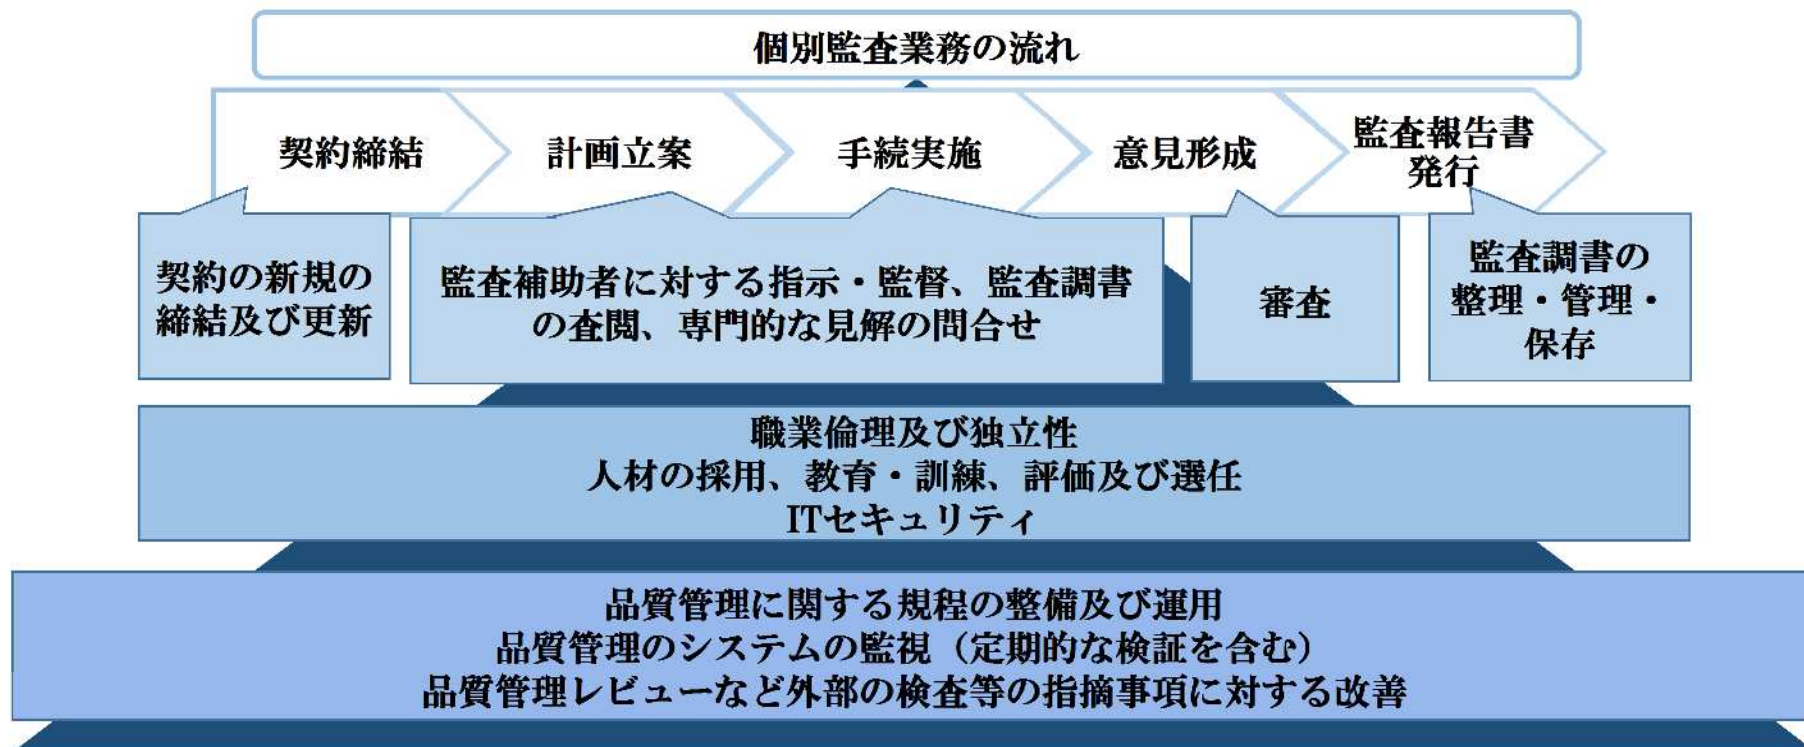 個別監査業務の流れ
契約締結
計画立案
手続実施
意見形成
監査報告書
発行
契約の新規の
締結及び更新
監査補助者に対する指示・監督、監査調書
の査閲、専門的な見解の問合せ
審査
監査調書の
整理・管理・
保存
職業倫理及び独立性
人材の採用、教育・訓練、評価及び選任
ITセキュリティ
品質管理に関する規程の整備及び運用
品質管理のシステムの監視（定期的な検証を含む）
品質管理レビューなど外部の検査等の指摘事項に対する改善